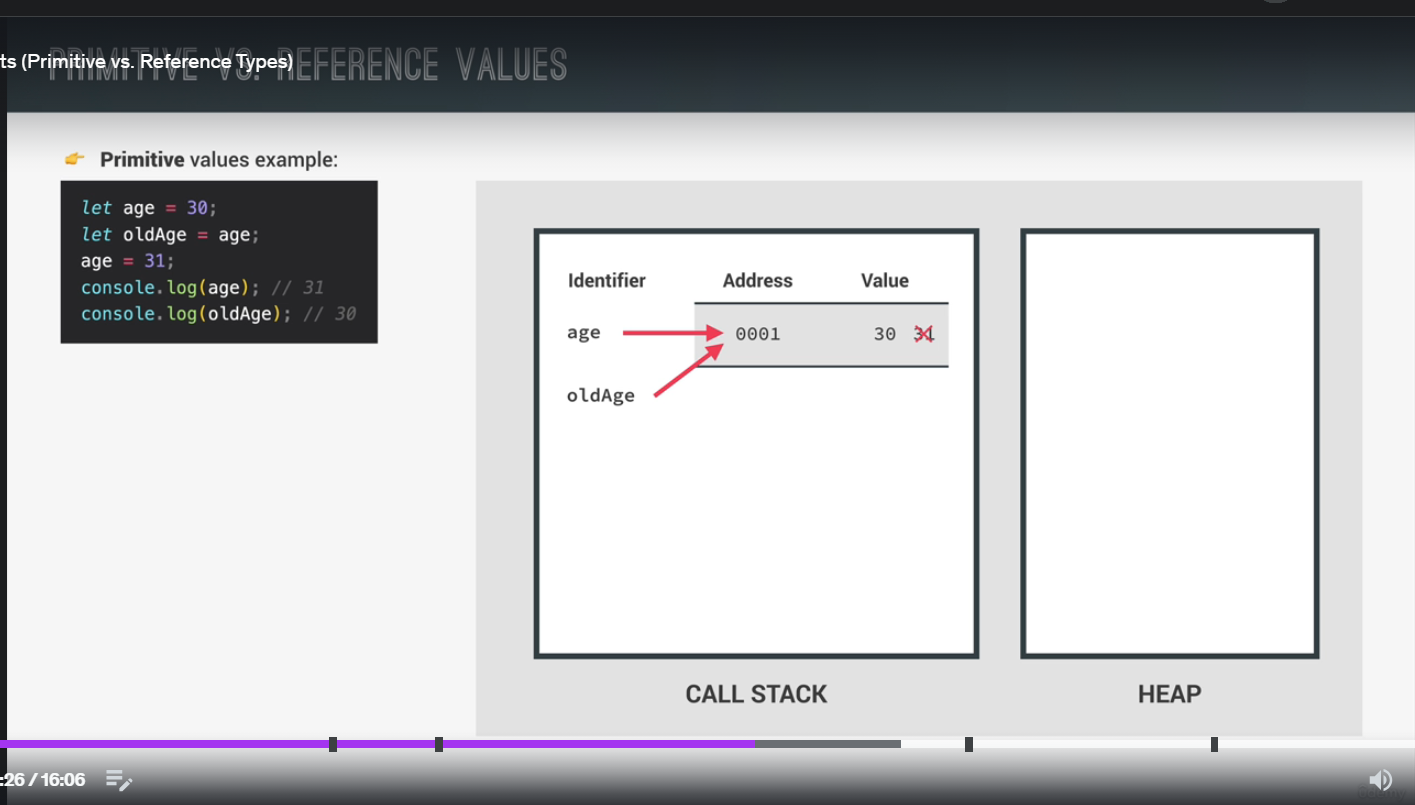 PRIMITIVE VS. REFERENCE VALUES
ts (Primitive vs. Reference Types)
👉 Primitive values example:
let age = 30;
let oldAge = age;
age = 31;
console.log(age); // 31
console.log(oldAge); // 30
Identifier Address Value
age 0001 30 31
oldAge
CALL STACK HEAP
:26 / 16:06